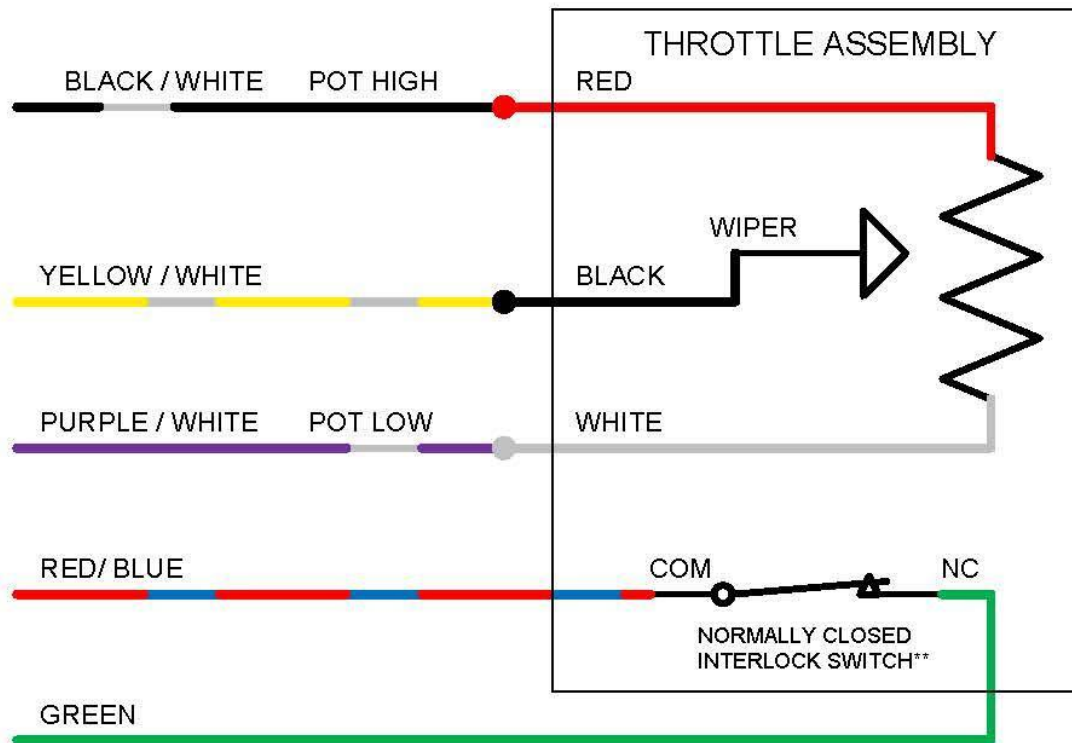 THROTTLE ASSEMBLY
BLACK / WHITE POT HIGH RED
WIPER
YELLOW / WHITE BLACK
PURPLE / WHITE POT LOW WHITE
RED/ BLUE COM NC
NORMALLY CLOSED
INTERLOCK SWITCH**
GREEN